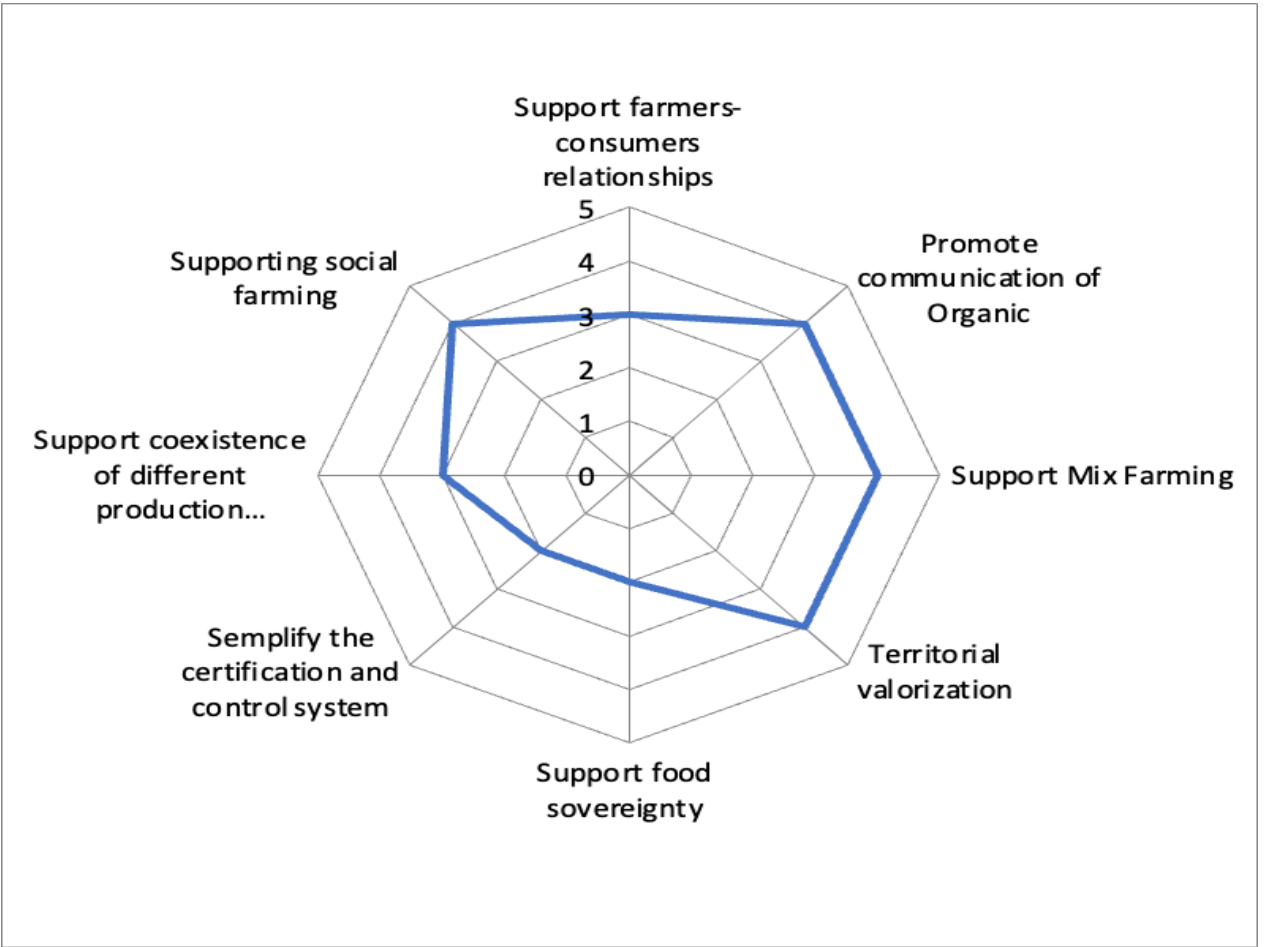 Support farmers-
consumers
relationships
5
4
3
2
1
0
Promote
communication of
Organic
Support Mix Farming
Territorial
valorization
Support food
sovereignty
Semplify the
certification and
control system
Support coexistence
of different
production...
Supporting social
farming